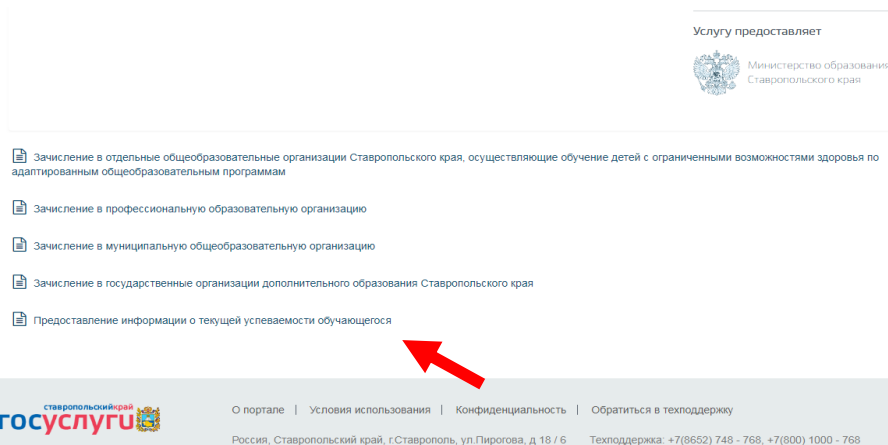 Услугу предоставляет
Министерство образования
Ставропольского края
Зачисление в отдельные общеобразовательные организации Ставропольского края, осуществляющие обучение детей с ограниченными возможностями здоровья по
адаптированным общеобразовательным программам
Зачисление в профессиональную образовательную организацию
Зачисление в муниципальную общеобразовательную организацию
Зачисление в государственные организации дополнительного образования Ставропольского края
Предоставление информации о текущей успеваемости обучающегося
ставропольскийкрай
госуслуги
О портале | Условия использования | Конфиденциальность | Обратиться в техподдержку
Россия, Ставропольский край, г.Ставрополь, ул.Пирогова, д 18 / 6 Техподдержка: +7(8652) 748 - 768, +7(800) 1000 - 768